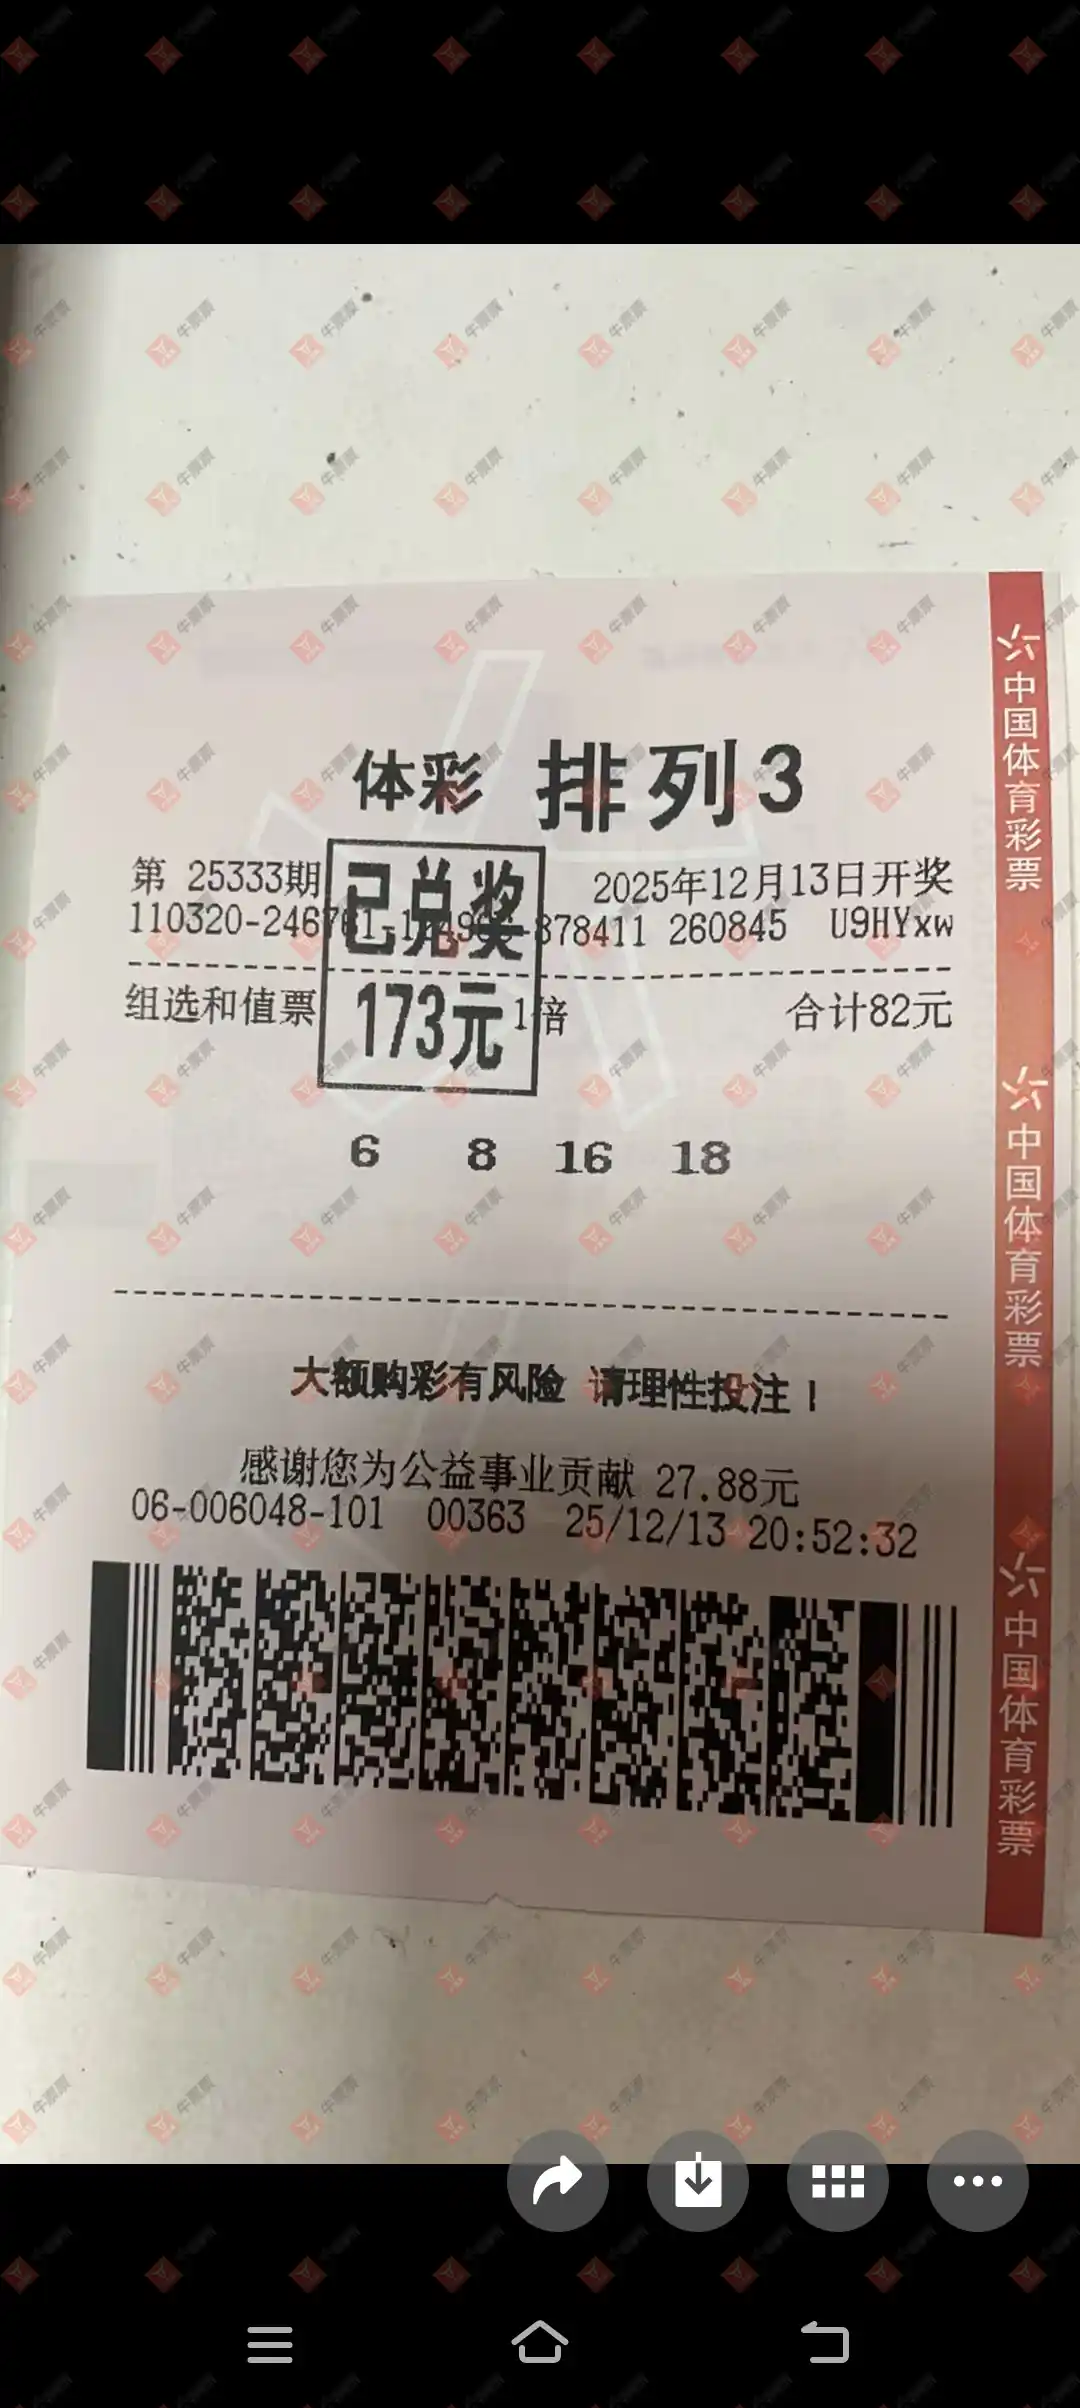 体彩 排列3
第 25333期 2025年12月13日开奖
已兑奖
110320-246761- -878411 260845 U9HYxw
组选和值票 1倍 合计82元
173元
6 8 16 18
大额购彩有风险 请理性投注！
感谢您为公益事业贡献 27.88元
06-006048-101 00363 25/12/13 20:52:32
中国体育彩票
中国体育彩票
中国体育彩票
牛票票